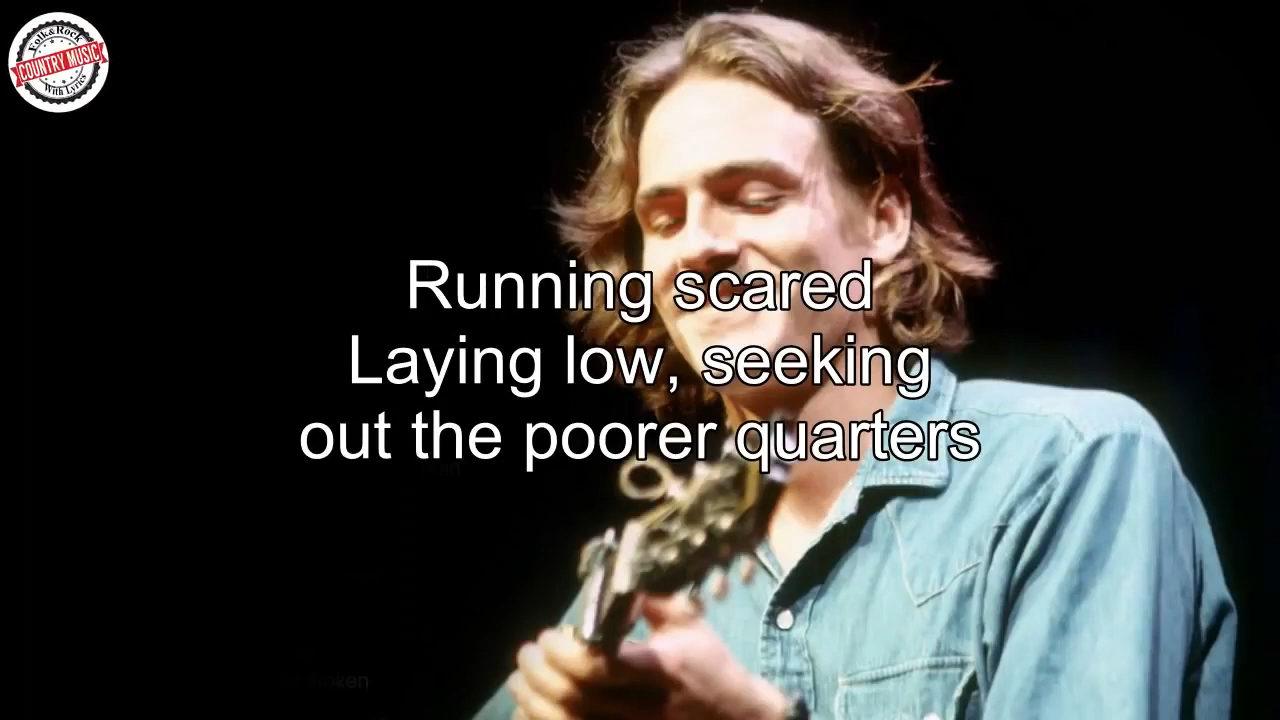 Folk&Rock
COUNTRY MUSIC
With Lyrics
Running scared
Laying low, seeking
out the poorer quarters